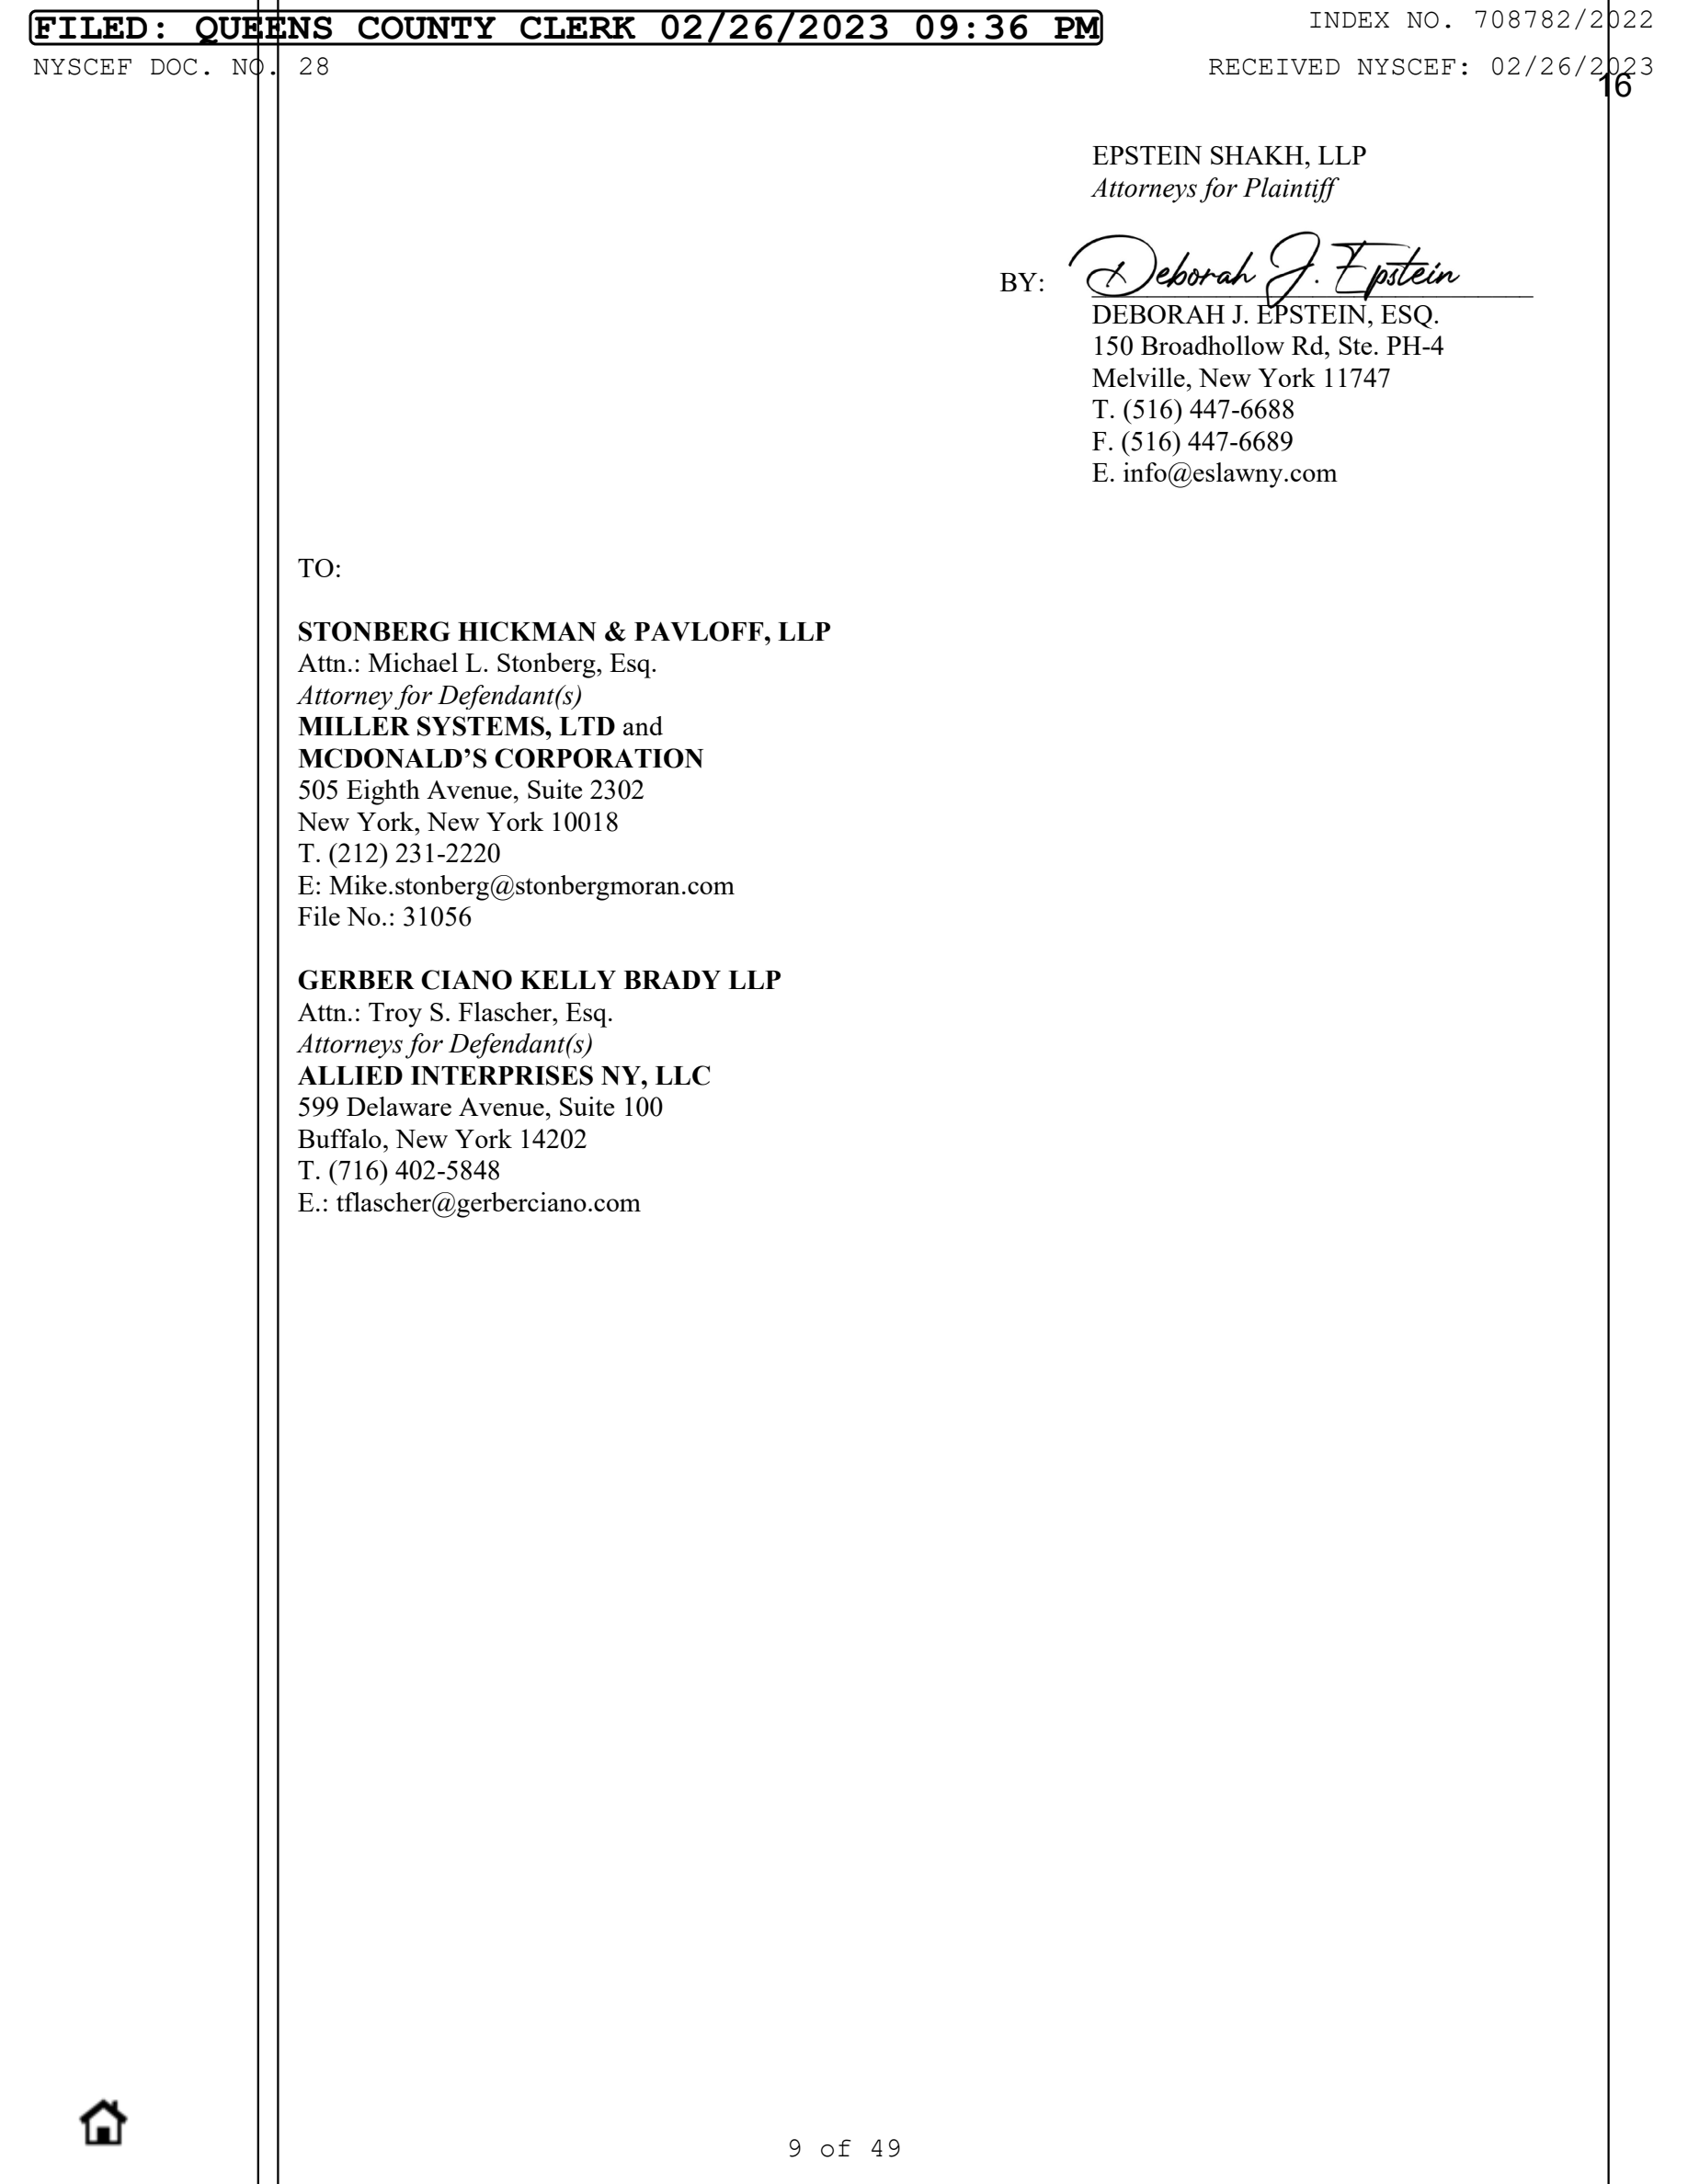 FILED: QUEENS COUNTY CLERK 02/26/2023 09:36 PM
INDEX NO. 708782/2022
NYSCEF DOC. NO. 28
RECEIVED NYSCEF: 02/26/2023
16
EPSTEIN SHAKH, LLP
Attorneys for Plaintiff
BY: Deborah J. Epstein
DEBORAH J. EPSTEIN, ESQ.
150 Broadhollow Rd, Ste. PH-4
Melville, New York 11747
T. (516) 447-6688
F. (516) 447-6689
E. info@eslawny.com
TO:
STONBERG HICKMAN & PAVLOFF, LLP
Attn.: Michael L. Stonberg, Esq.
Attorney for Defendant(s)
MILLER SYSTEMS, LTD and
MCDONALD’S CORPORATION
505 Eighth Avenue, Suite 2302
New York, New York 10018
T. (212) 231-2220
E: Mike.stonberg@stonbergmoran.com
File No.: 31056
GERBER CIANO KELLY BRADY LLP
Attn.: Troy S. Flascher, Esq.
Attorneys for Defendant(s)
ALLIED INTERPRISES NY, LLC
599 Delaware Avenue, Suite 100
Buffalo, New York 14202
T. (716) 402-5848
E.: tflascher@gerberciano.com
9 of 49